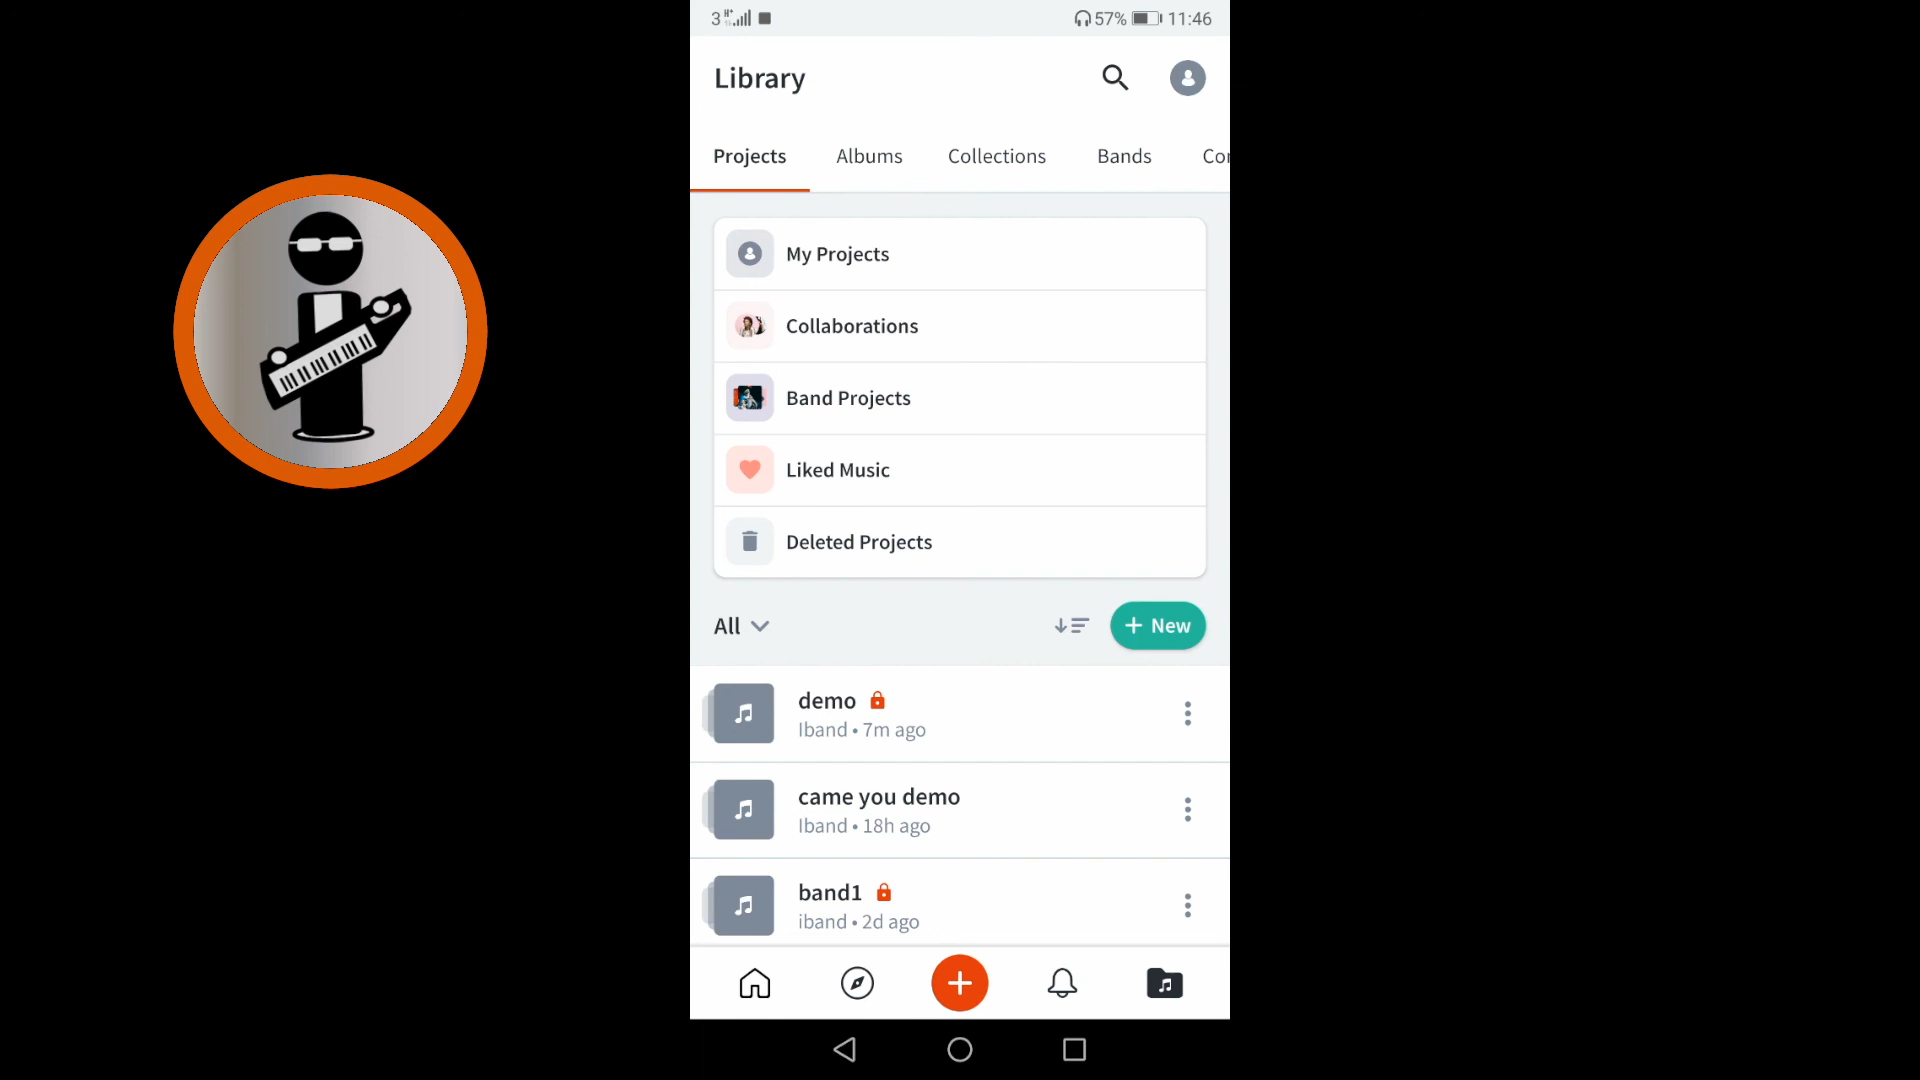 3 H+ 57% 11:46
Library
Projects Albums Collections Bands Co
My Projects
Collaborations
Band Projects
Liked Music
Deleted Projects
All + New
demo
Iband • 7m ago
came you demo
Iband • 18h ago
band1
iband • 2d ago